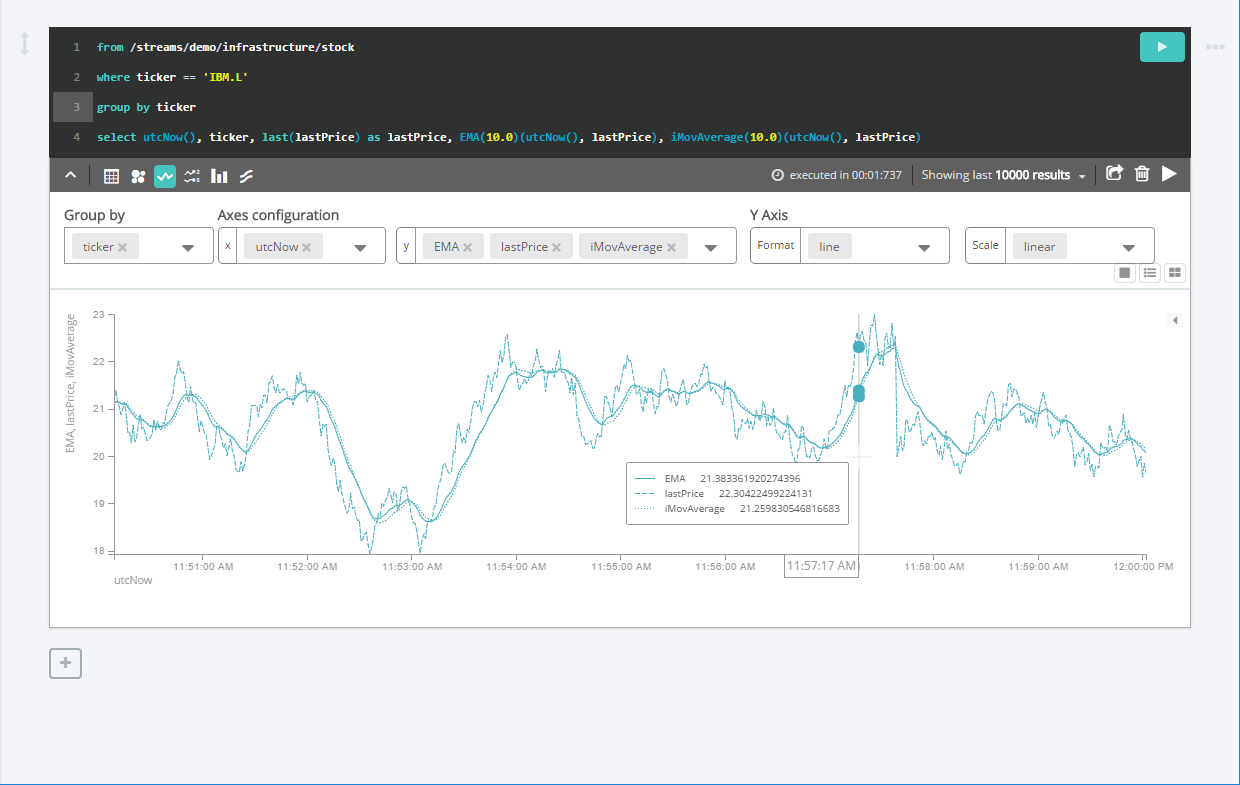 1 from /streams/demo/infrastructure/stock
2 where ticker == 'IBM.L'
3 group by ticker
4 select utcNow(), ticker, last(lastPrice) as lastPrice, EMA(10.0)(utcNow(), lastPrice), iMovAverage(10.0)(utcNow(), lastPrice)
executed in 00:01:737 Showing last 10000 results
Group by Axes configuration Y Axis
ticker x utcNow y EMA lastPrice iMovAverage Format line Scale linear
EMA, lastPrice, iMovAverage
23
22
21
20
19
18
EMA 21.383361920274396
lastPrice 22.30422499224131
iMovAverage 21.259830546816683
11:51:00 AM 11:52:00 AM 11:53:00 AM 11:54:00 AM 11:55:00 AM 11:56:00 AM 11:57:17 AM 11:58:00 AM 11:59:00 AM 12:00:00 PM
utcNow